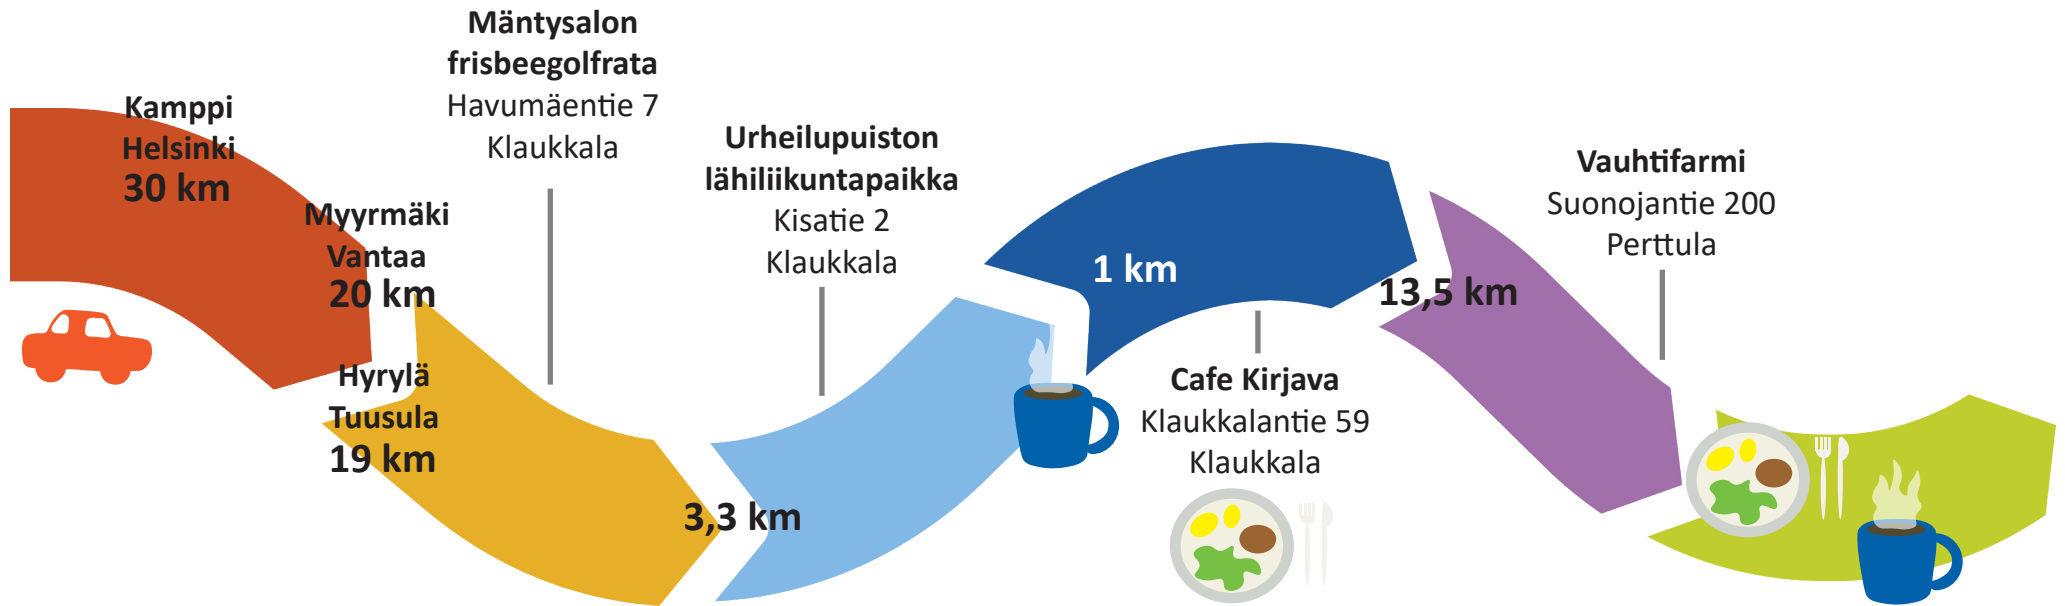 Kamppi
Helsinki
30 km
Myyrmäki
Vantaa
20 km
Hyrylä
Tuusula
19 km
Mäntysalon
frisbeegolfrata
Havumäentie 7
Klaukkala
3,3 km
Urheilupuiston
lähiliikuntapaikka
Kisatie 2
Klaukkala
1 km
Cafe Kirjava
Klaukkalantie 59
Klaukkala
13,5 km
Vauhtifarmi
Suonojantie 200
Perttula